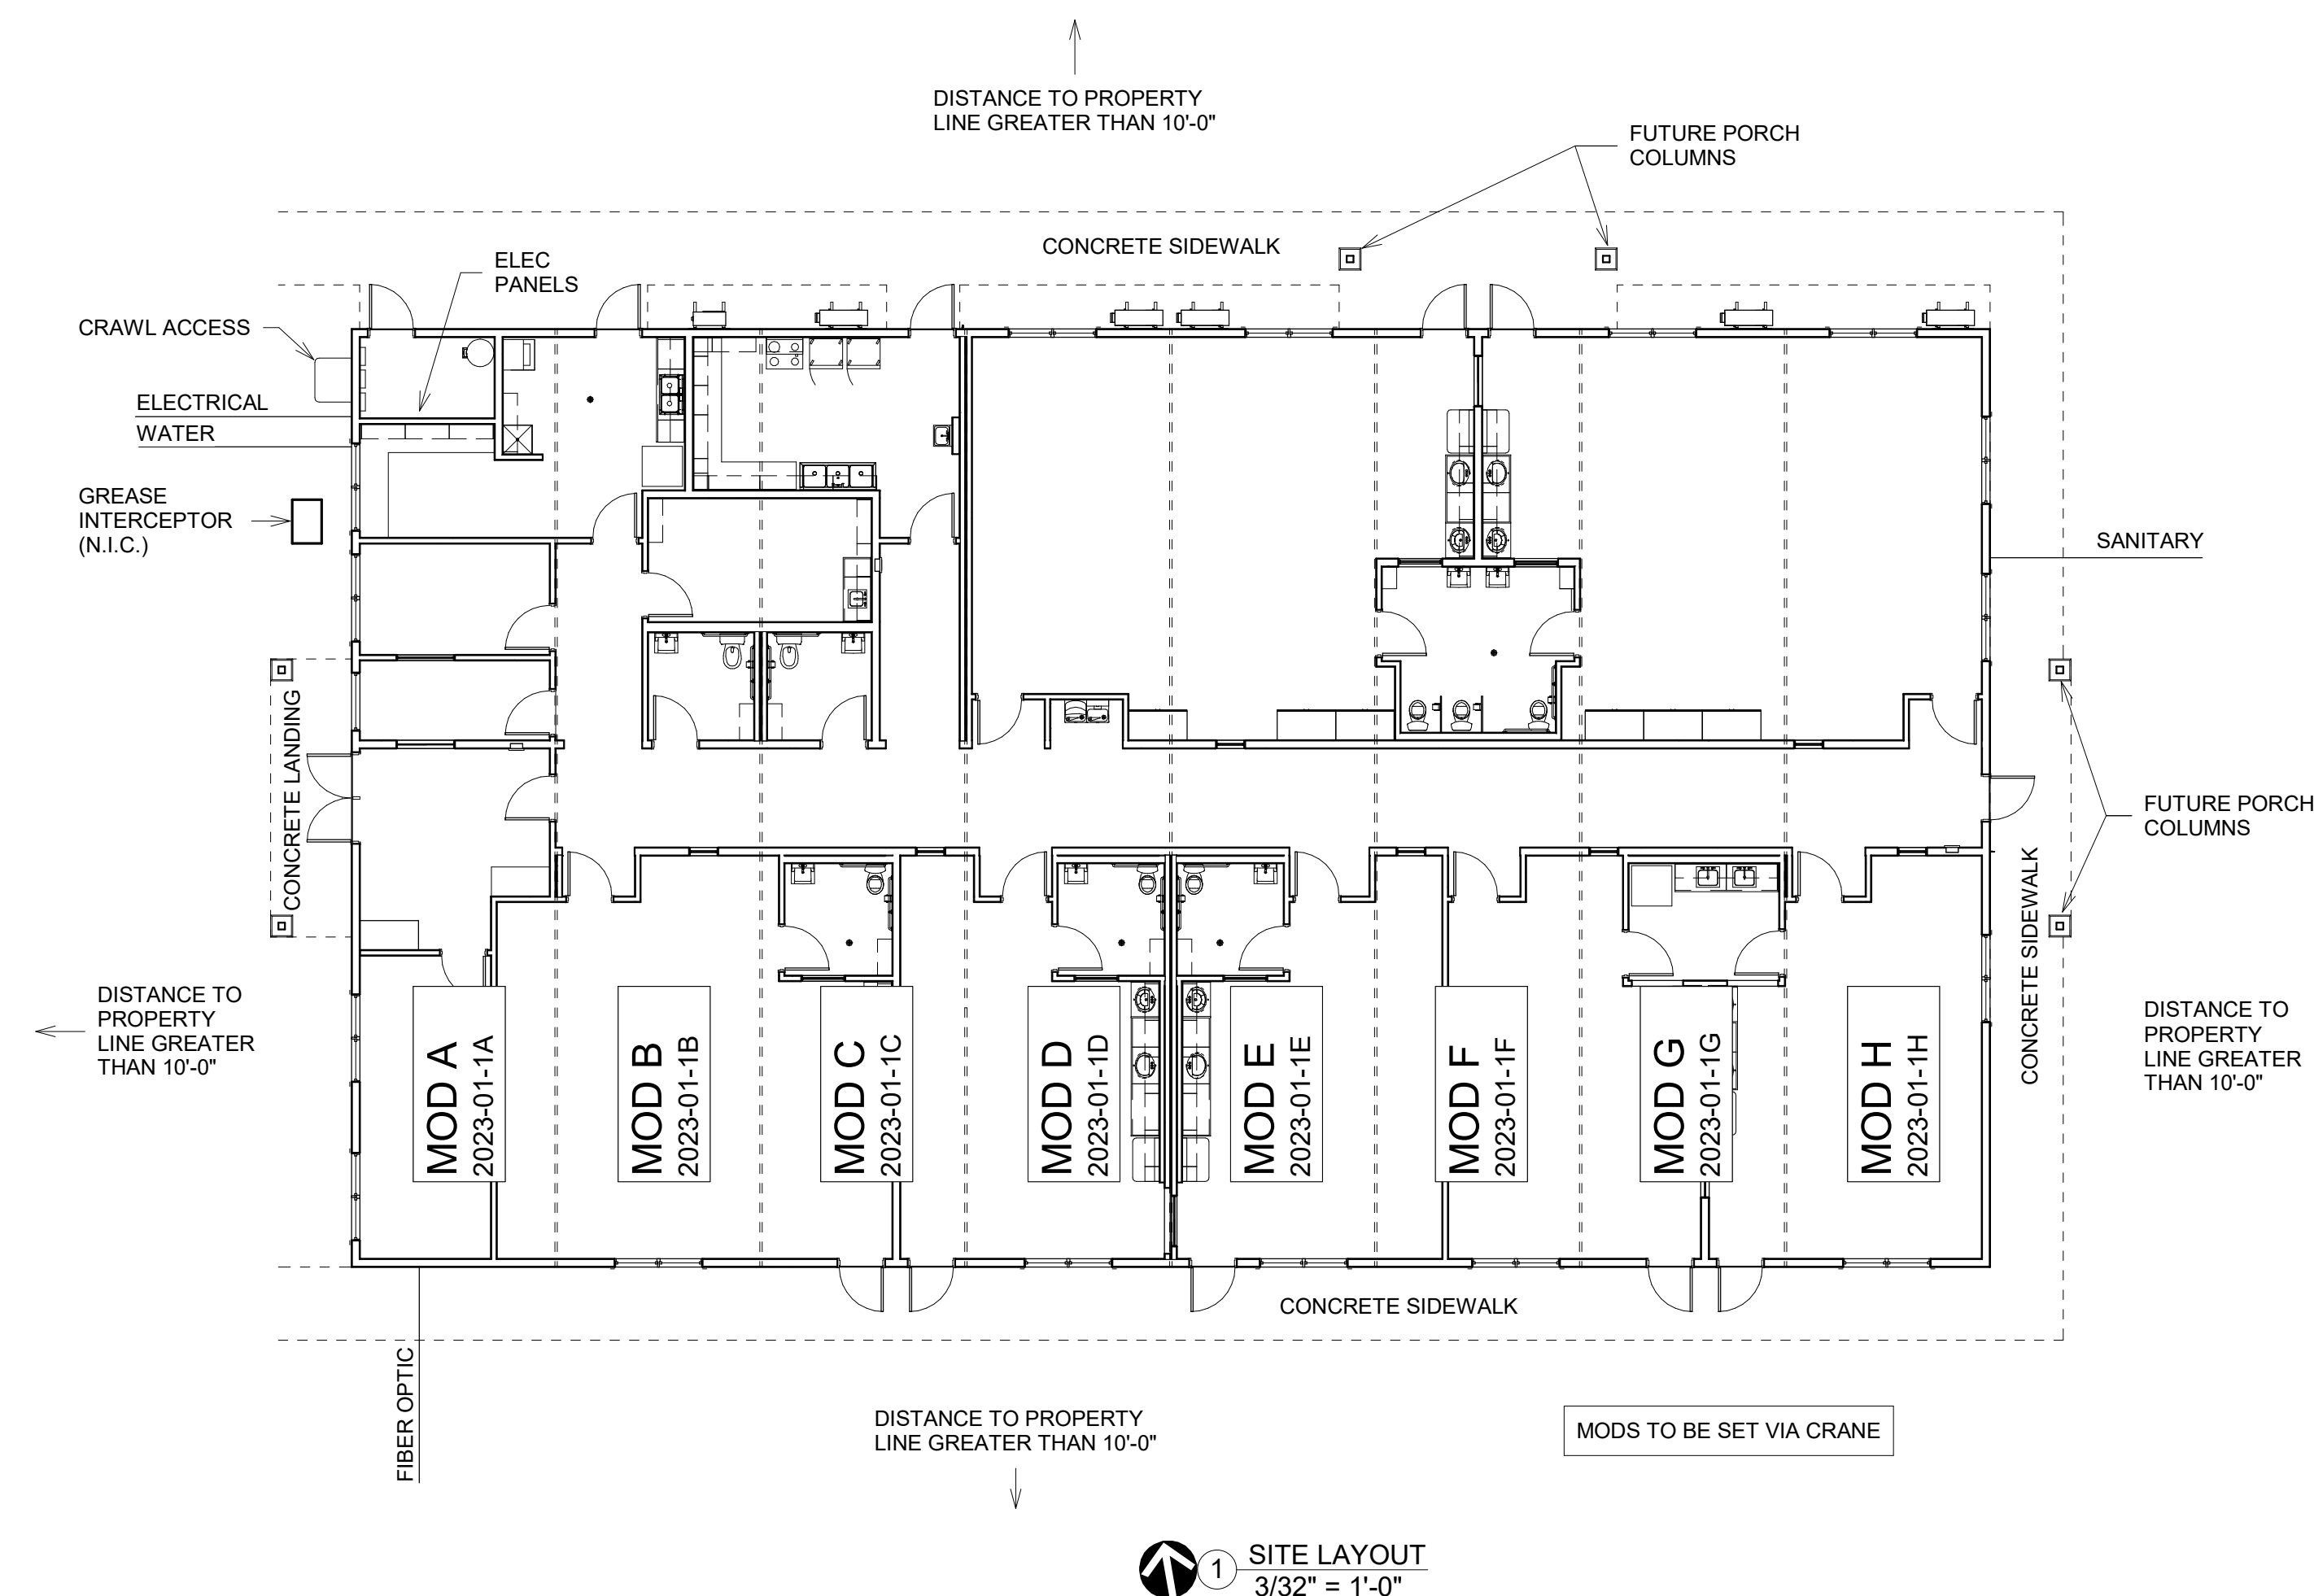 DISTANCE TO PROPERTY
LINE GREATER THAN 10'-0"
FUTURE PORCH
COLUMNS
CONCRETE SIDEWALK
ELEC
PANELS
CRAWL ACCESS
ELECTRICAL
WATER
GREASE
INTERCEPTOR
(N.I.C.)
SANITARY
CONCRETE LANDING
FUTURE PORCH
COLUMNS
CONCRETE SIDEWALK
DISTANCE TO
PROPERTY
LINE GREATER
THAN 10'-0"
MOD A
2023-01-1A
MOD B
2023-01-1B
MOD C
2023-01-1C
MOD D
2023-01-1D
MOD E
2023-01-1E
MOD F
2023-01-1F
MOD G
2023-01-1G
MOD H
2023-01-1H
DISTANCE TO
PROPERTY
LINE GREATER
THAN 10'-0"
CONCRETE SIDEWALK
FIBER OPTIC
DISTANCE TO PROPERTY
LINE GREATER THAN 10'-0"
MODS TO BE SET VIA CRANE
1
SITE LAYOUT
3/32" = 1'-0"